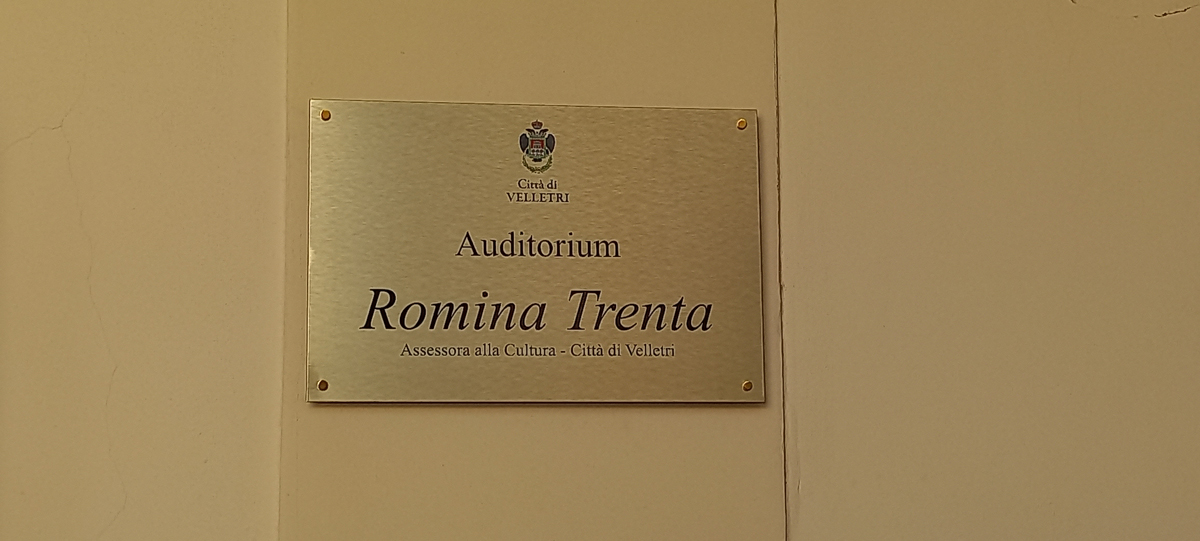 Città di
VELLETRI
Auditorium
Romina Trenta
Assessora alla Cultura - Città di Velletri